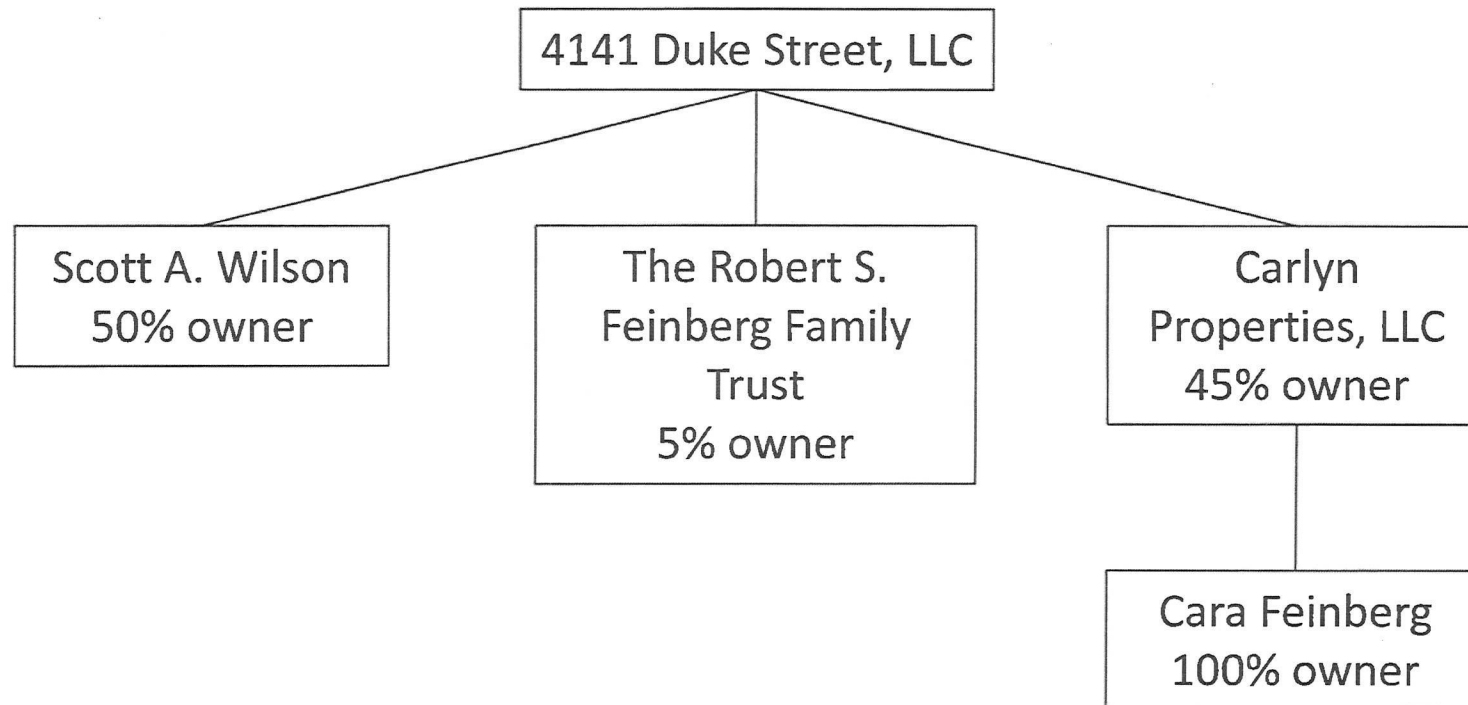 4141 Duke Street, LLC
Scott A. Wilson
50% owner
The Robert S.
Feinberg Family
Trust
5% owner
Carlyn
Properties, LLC
45% owner
Cara Feinberg
100% owner